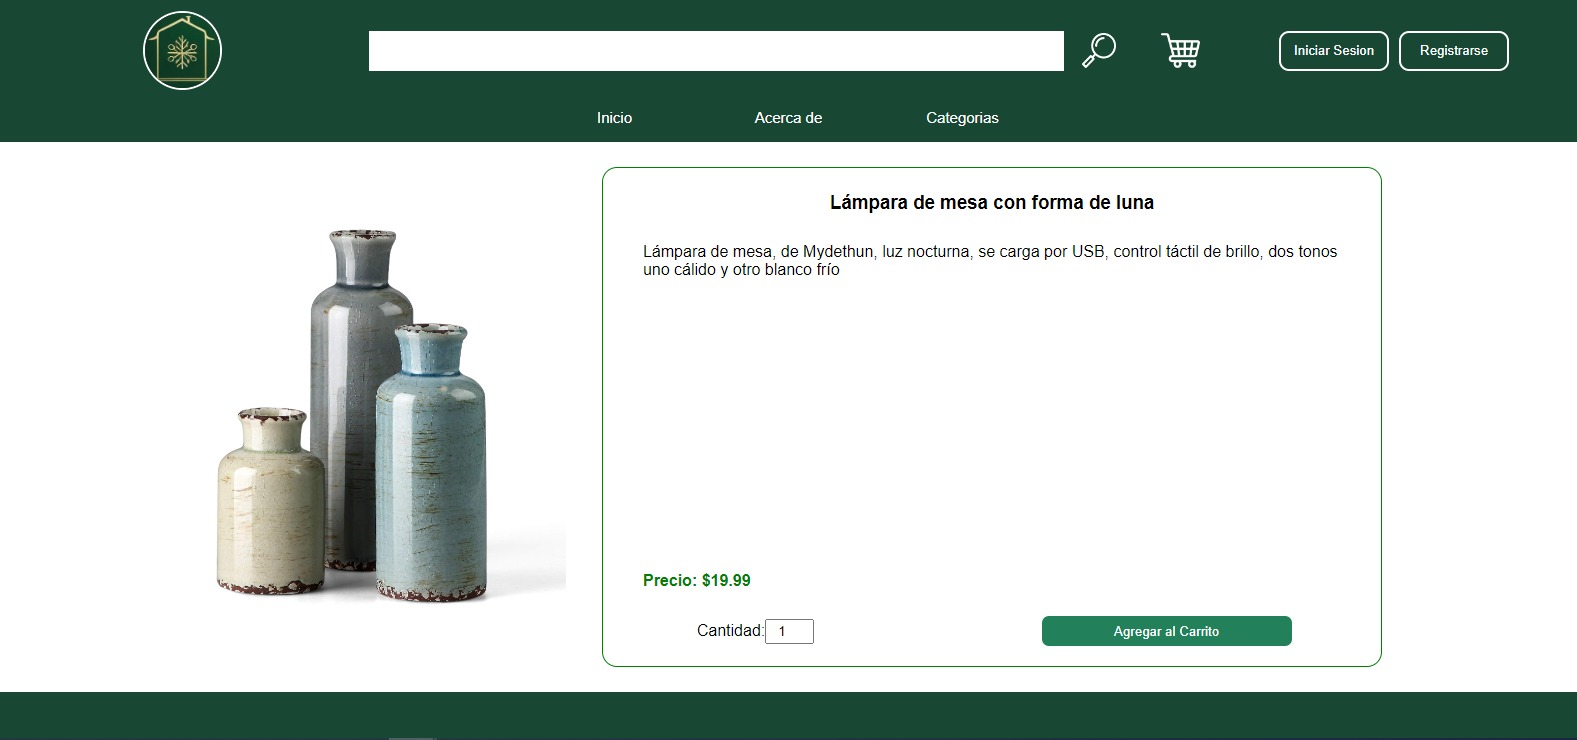 Iniciar Sesion
Registrarse
Inicio
Acerca de
Categorias
Lámpara de mesa con forma de luna
Lámpara de mesa, de Mydethun, luz nocturna, se carga por USB, control táctil de brillo, dos tonos
uno cálido y otro blanco frío
Precio: $19.99
Cantidad: 1
Agregar al Carrito